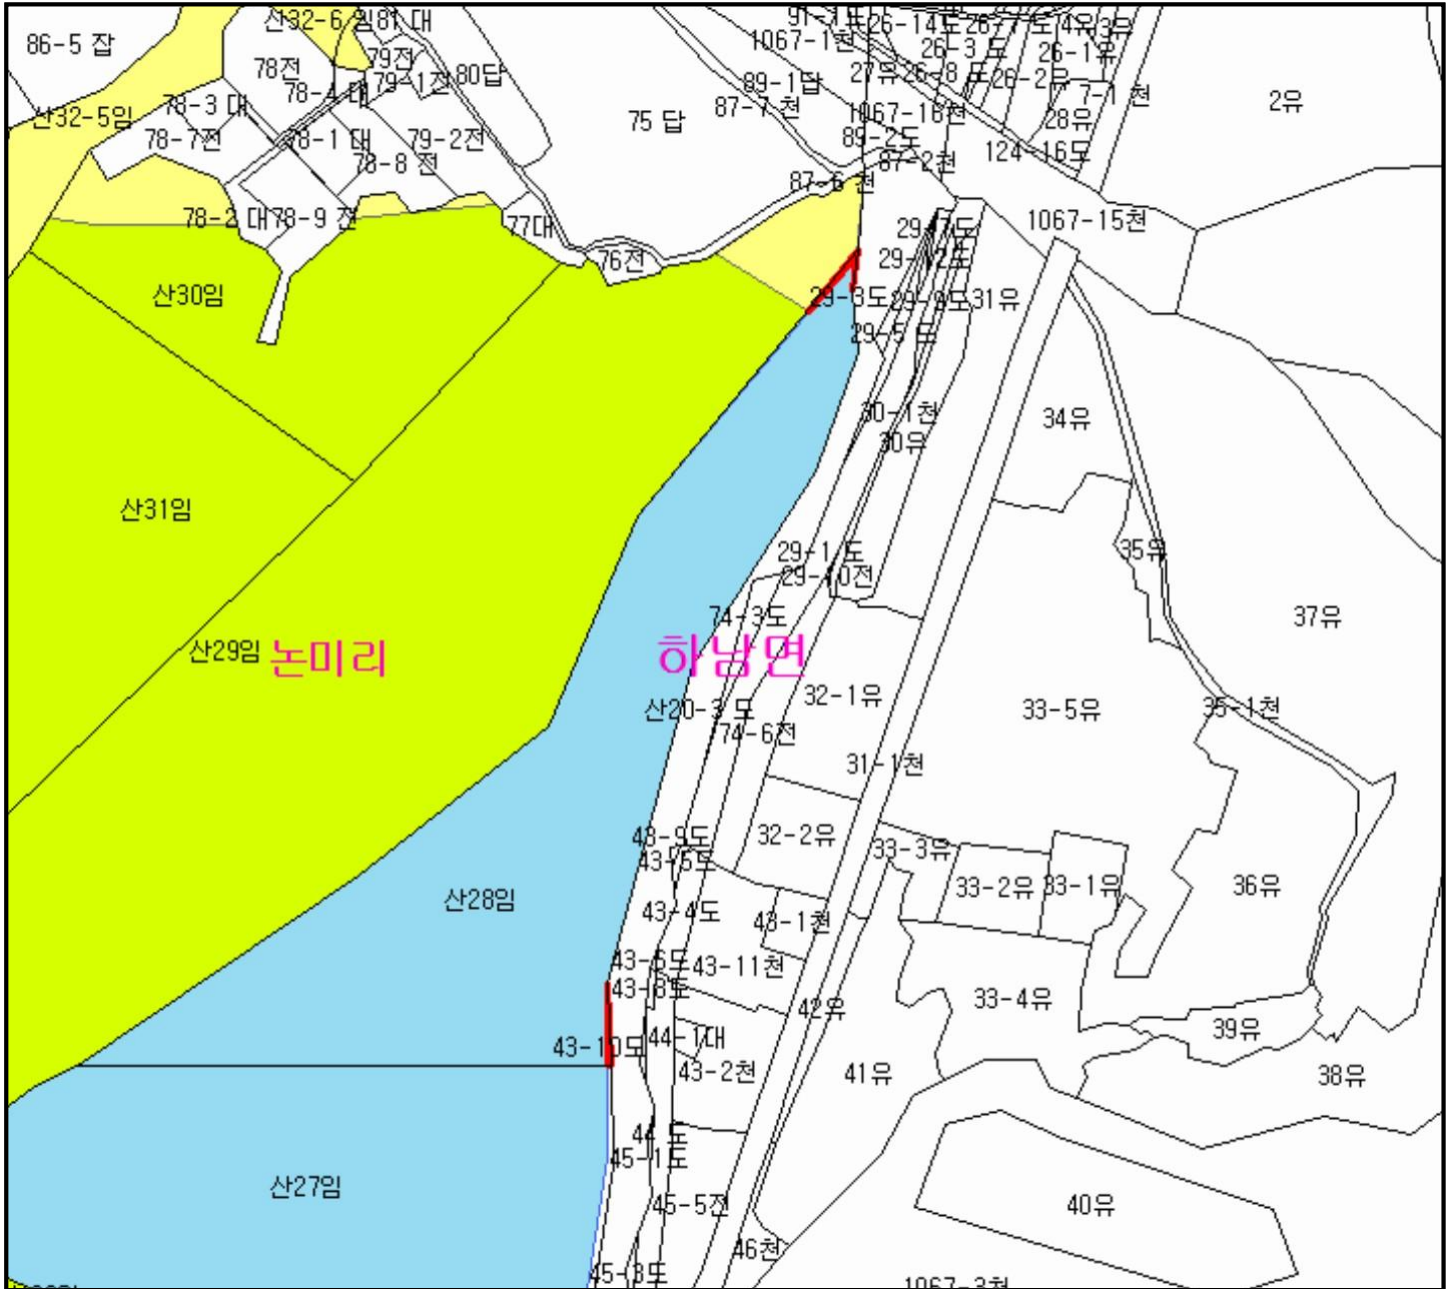 산32-6 임
81 대
91-1도
26-14도
1067-1천
26-3 도
26-1유
86-5 잡
79전
78전
79-1전
80답
27유
26-8 도
26-2유
89-1답
78-4 대
7-1 천
2유
78-3 대
87-7 천
1067-16천
28유
산32-5임
75 답
78-7전
78-1 대
79-2전
89-2도
124-16도
78-8 전
87-2천
87-6 천
78-2 대
78-9 전
77대
1067-15천
76전
산30임
29-3도
29-9도
31유
29-5 도
30-1천
34유
30유
산31임
29-1 도
35유
29-10전
74-3도
37유
산29임
논미리
하남면
32-1유
산20-3 도
33-5유
35-1천
74-6전
31-1천
43-9도
32-2유
43-5도
33-3유
33-2유
33-1유
36유
산28임
43-4도
43-1천
43-6도
43-11천
43-8도
33-4유
42유
44-1대
39유
43-10도
43-2천
41유
38유
44 도
45-1도
산27임
45-5전
40유
46천
45-3도
1067-3천